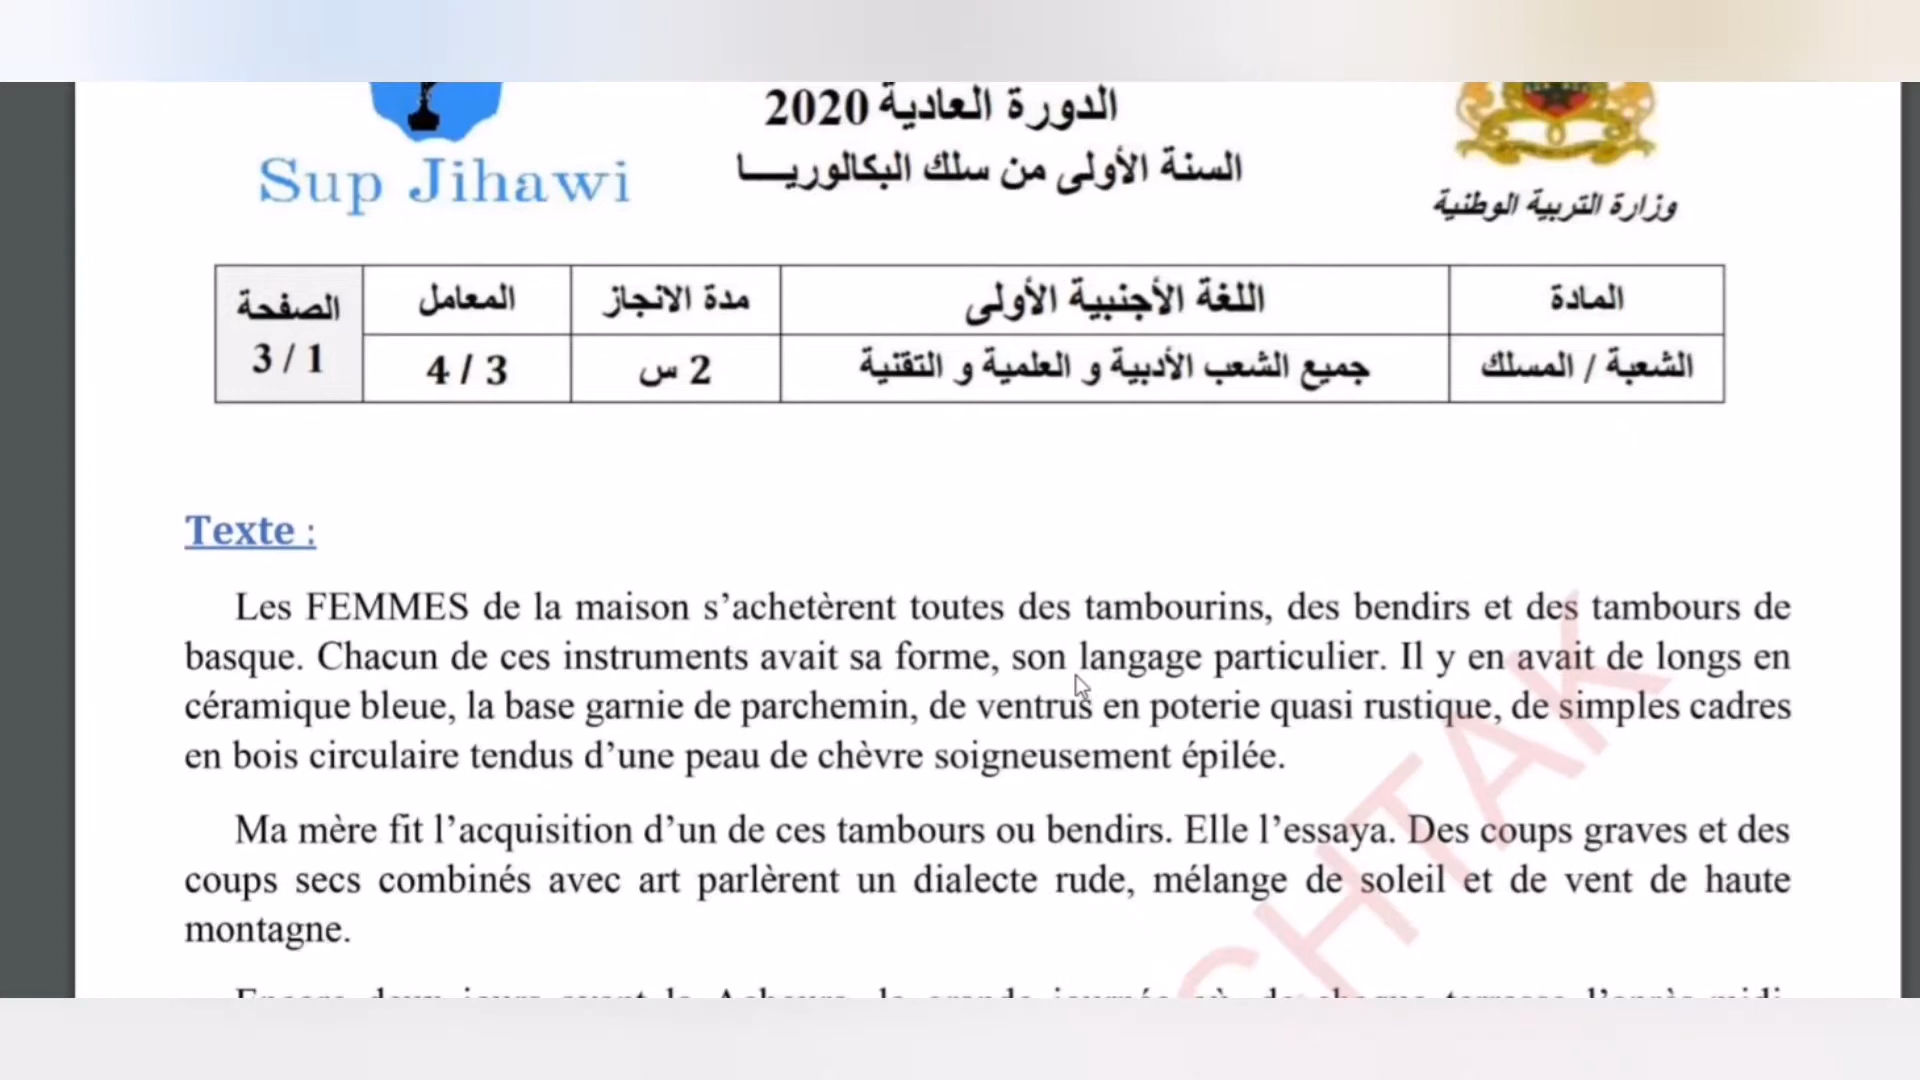 الدورة العادية 2020
السنة الأولى من سلك البكالوريـــا
Sup Jihawi
وزارة التربية الوطنية
المادة
اللغة الأجنبية الأولى
مدة الانجاز
المعامل
الصفحة
الشعبة / المسلك
جميع الشعب الأدبية و العلمية و التقنية
2 س
4 / 3
3 / 1
Texte :
Les FEMMES de la maison s’achetèrent toutes des tambourins, des bendirs et des tambours de
basque. Chacun de ces instruments avait sa forme, son langage particulier. Il y en avait de longs en
céramique bleue, la base garnie de parchemin, de ventrus en poterie quasi rustique, de simples cadres
en bois circulaire tendus d’une peau de chèvre soigneusement épilée.
Ma mère fit l’acquisition d’un de ces tambours ou bendirs. Elle l’essaya. Des coups graves et des
coups secs combinés avec art parlèrent un dialecte rude, mélange de soleil et de vent de haute
montagne.